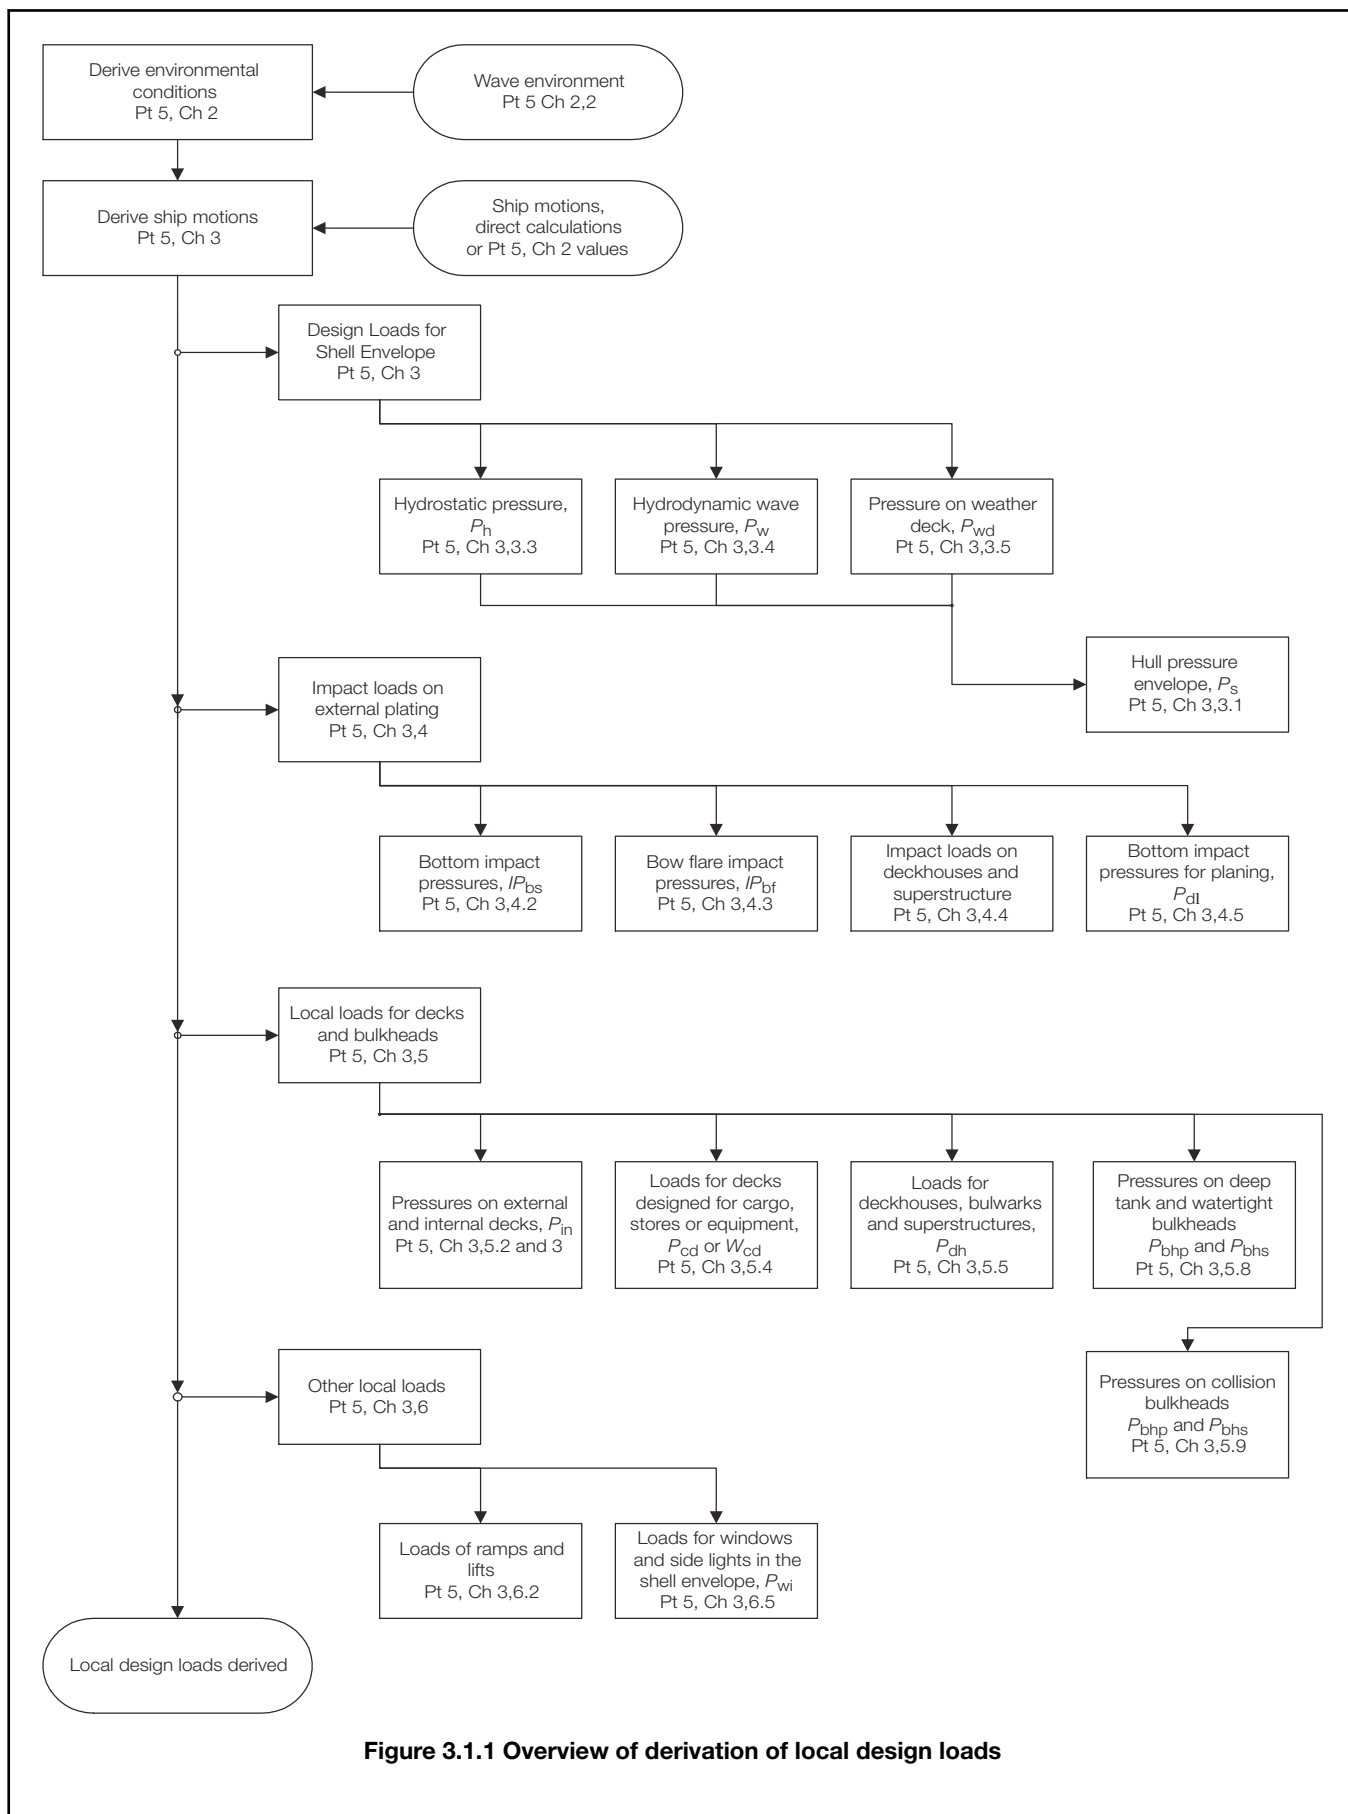 Derive environmental
conditions
Pt 5, Ch 2
Wave environment
Pt 5 Ch 2,2
Derive ship motions
Pt 5, Ch 3
Ship motions,
direct calculations
or Pt 5, Ch 2 values
Design Loads for
Shell Envelope
Pt 5, Ch 3
Hydrostatic pressure,
Ph
Pt 5, Ch 3,3.3
Hydrodynamic wave
pressure, Pw
Pt 5, Ch 3,3.4
Pressure on weather
deck, Pwd
Pt 5, Ch 3,3.5
Hull pressure
envelope, Ps
Pt 5, Ch 3,3.1
Impact loads on
external plating
Pt 5, Ch 3,4
Bottom impact
pressures, IPbs
Pt 5, Ch 3,4.2
Bow flare impact
pressures, IPbf
Pt 5, Ch 3,4.3
Impact loads on
deckhouses and
superstructure
Pt 5, Ch 3,4.4
Bottom impact
pressures for planing,
Pdl
Pt 5, Ch 3,4.5
Local loads for decks
and bulkheads
Pt 5, Ch 3,5
Pressures on external
and internal decks, Pin
Pt 5, Ch 3,5.2 and 3
Loads for decks
designed for cargo,
stores or equipment,
Pcd or Wcd
Pt 5, Ch 3,5.4
Loads for
deckhouses, bulwarks
and superstructures,
Pdh
Pt 5, Ch 3,5.5
Pressures on deep
tank and watertight
bulkheads
Pbhp and Pbhs
Pt 5, Ch 3,5.8
Pressures on collision
bulkheads
Pbhp and Pbhs
Pt 5, Ch 3,5.9
Other local loads
Pt 5, Ch 3,6
Loads of ramps and
lifts
Pt 5, Ch 3,6.2
Loads for windows
and side lights in the
shell envelope, Pwi
Pt 5, Ch 3,6.5
Local design loads derived
Figure 3.1.1 Overview of derivation of local design loads